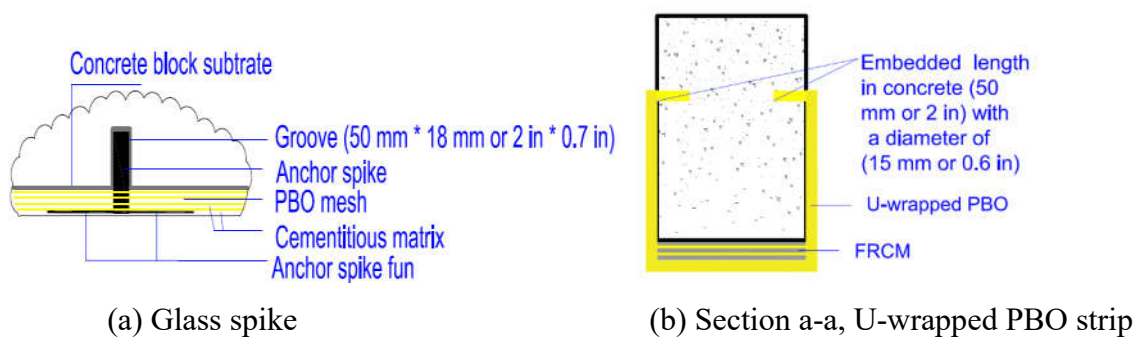 Concrete block substrate
Groove (50 mm * 18 mm or 2 in * 0.7 in)
Anchor spike
PBO mesh
Cementitious matrix
Anchor spike fun
(a) Glass spike
Embedded length
in concrete (50
mm or 2 in) with
a diameter of
(15 mm or 0.6 in)
U-wrapped PBO
FRCM
(b) Section a-a, U-wrapped PBO strip